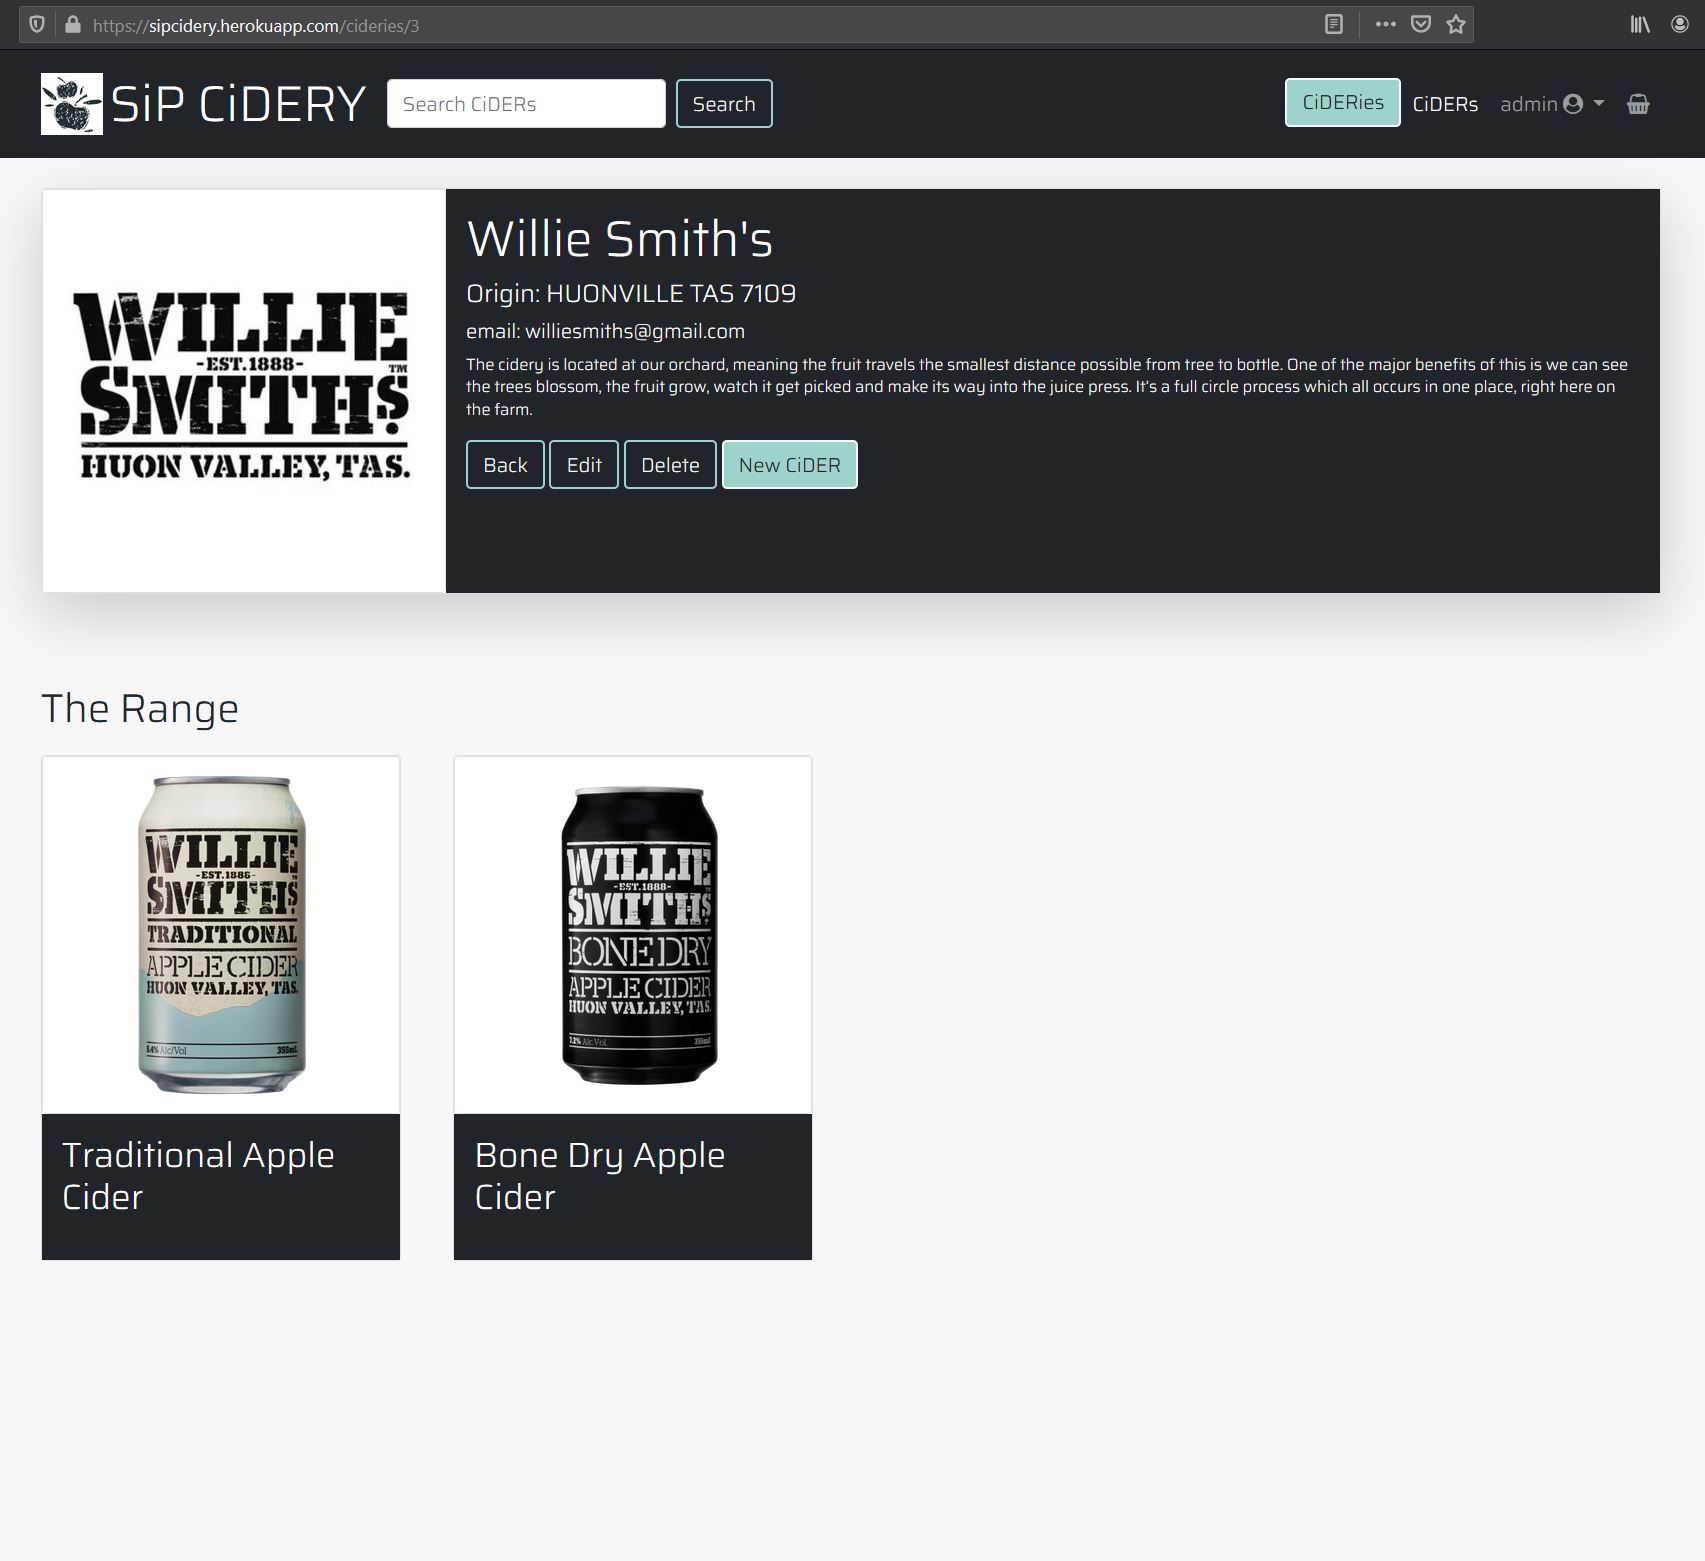 https://sipcidery.herokuapp.com/cideries/3
SiP CiDERY
Search CiDERs
Search
CiDERies
CiDERs
admin
WILLIE
-EST.1888-
SMITHS TM
HUON VALLEY, TAS.
Willie Smith's
Origin: HUONVILLE TAS 7109
email: williesmiths@gmail.com
The cidery is located at our orchard, meaning the fruit travels the smallest distance possible from tree to bottle. One of the major benefits of this is we can see
the trees blossom, the fruit grow, watch it get picked and make its way into the juice press. It's a full circle process which all occurs in one place, right here on
the farm.
Back
Edit
Delete
New CiDER
The Range
WILLIE
-EST.1888-
SMITHS
TRADITIONAL
APPLE CIDER
HUON VALLEY, TAS.
5.4% Alc/Vol 355mL
Traditional Apple
Cider
WILLIE
-EST.1888-
SMITHS
BONE DRY
APPLE CIDER
HUON VALLEY, TAS.
7.2% Alc.Vol. 355mL
Bone Dry Apple
Cider